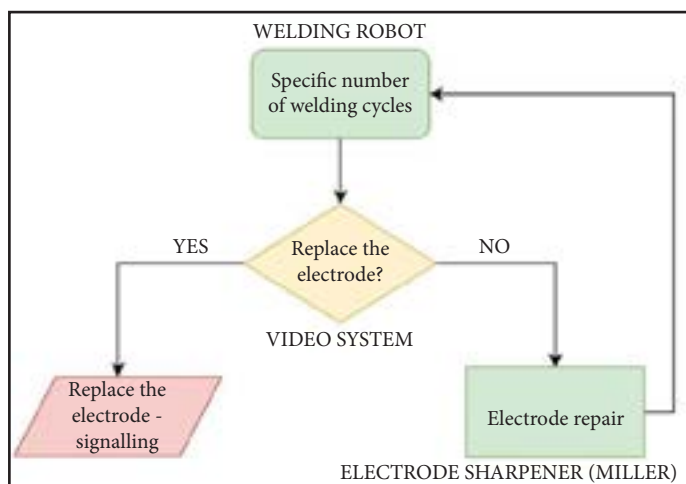 WELDING ROBOT
Specific number
of welding cycles
Replace the
electrode?
YES
NO
VIDEO SYSTEM
Replace the
electrode -
signalling
Electrode repair
ELECTRODE SHARPENER (MILLER)